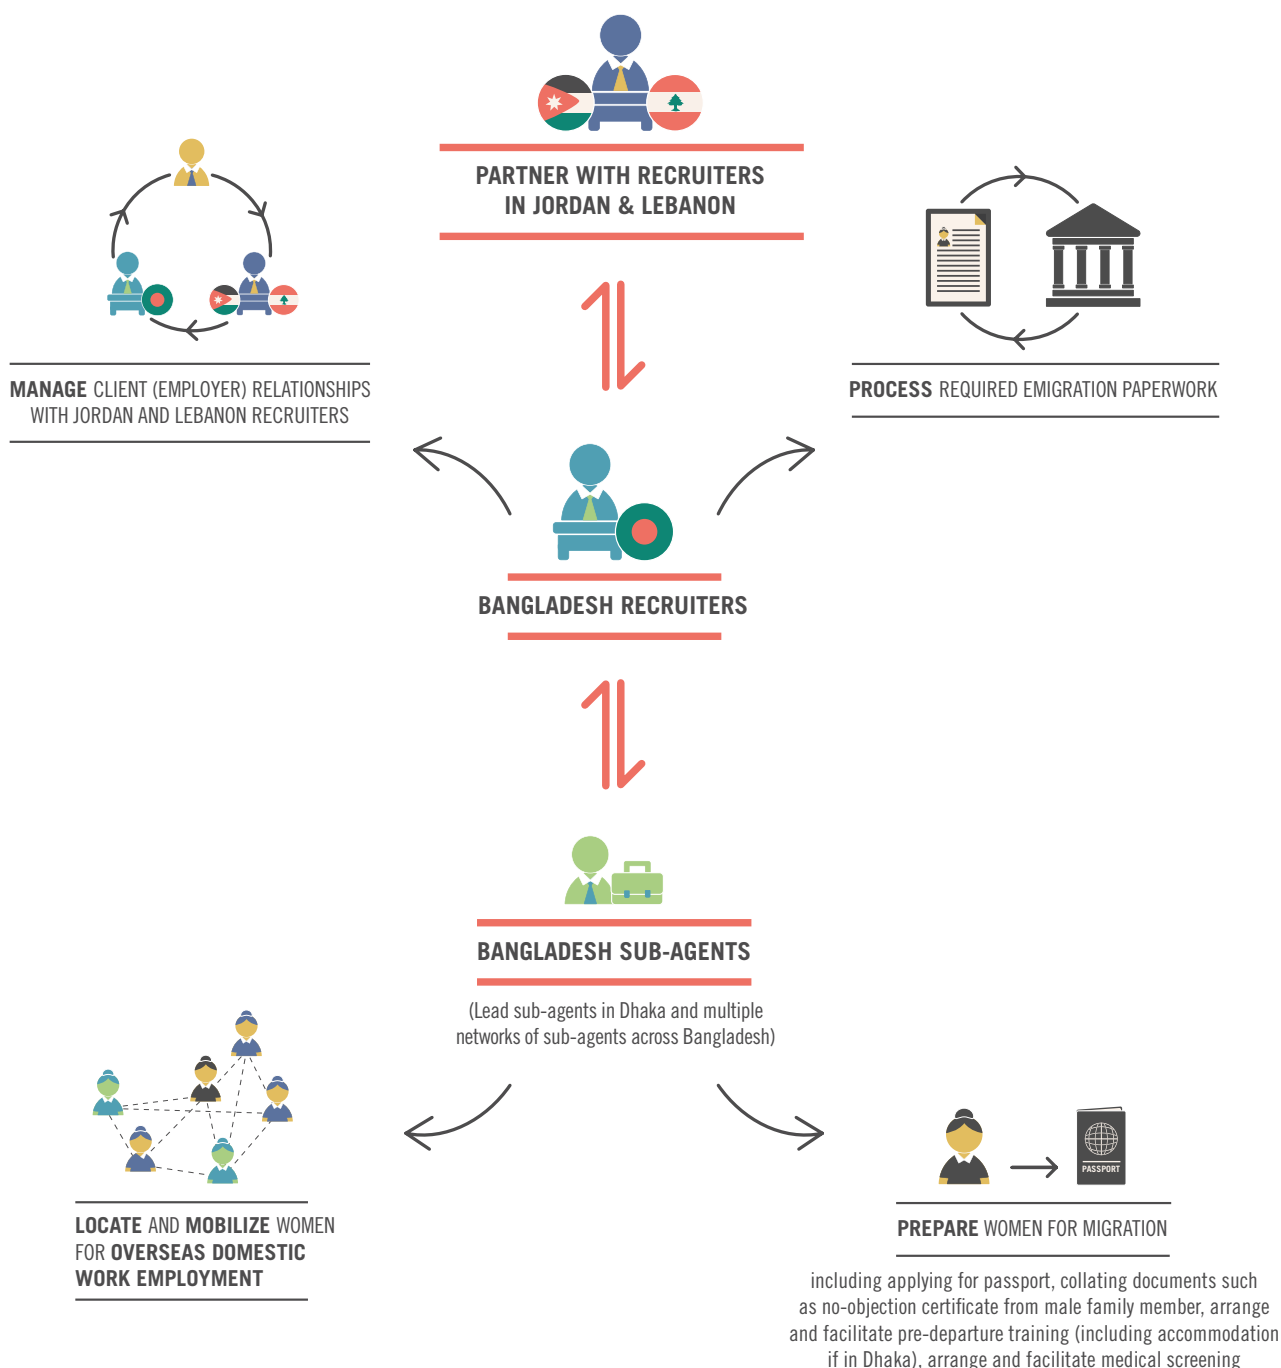 PARTNER WITH RECRUITERS
IN JORDAN & LEBANON
MANAGE CLIENT (EMPLOYER) RELATIONSHIPS
WITH JORDAN AND LEBANON RECRUITERS
PROCESS REQUIRED EMIGRATION PAPERWORK
BANGLADESH RECRUITERS
BANGLADESH SUB-AGENTS
(Lead sub-agents in Dhaka and multiple
networks of sub-agents across Bangladesh)
LOCATE AND MOBILIZE WOMEN
FOR OVERSEAS DOMESTIC
WORK EMPLOYMENT
PASSPORT
PREPARE WOMEN FOR MIGRATION
including applying for passport, collating documents such
as no-objection certificate from male family member, arrange
and facilitate pre-departure training (including accommodation
if in Dhaka), arrange and facilitate medical screening